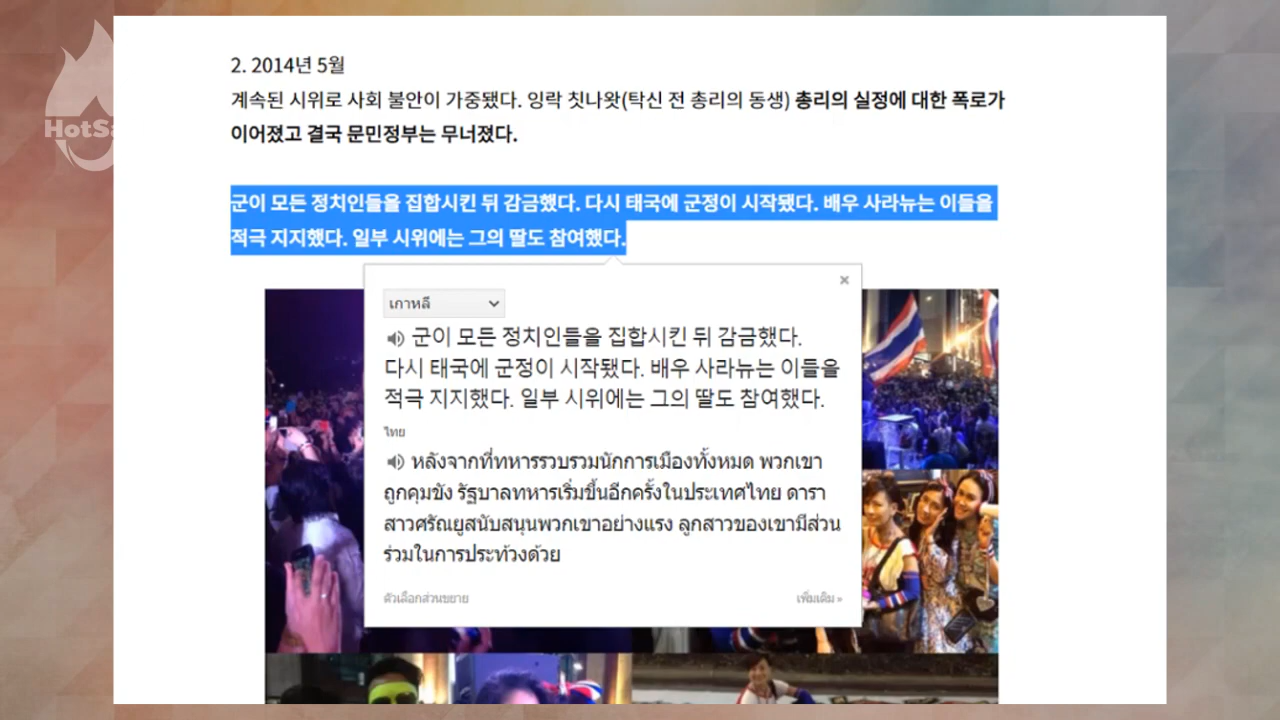 2. 2014년 5월
계속된 시위로 사회 불안이 가중됐다. 잉락 칫나왓(탁신 전 총리의 동생) 총리의 실정에 대한 폭로가
이어졌고 결국 문민정부는 무너졌다.
HotSa
군이 모든 정치인들을 집합시킨 뒤 감금했다. 다시 태국에 군정이 시작됐다. 배우 사라뉴는 이들을
적극 지지했다. 일부 시위에는 그의 딸도 참여했다.
เกาหลี
군이 모든 정치인들을 집합시킨 뒤 감금했다.
다시 태국에 군정이 시작됐다. 배우 사라뉴는 이들을
적극 지지했다. 일부 시위에는 그의 딸도 참여했다.
ไทย
หลังจากที่ทหารรวบรวมนักการเมืองทั้งหมด พวกเขา
ถูกคุมขัง รัฐบาลทหารเริ่มขึ้นอีกครั้งในประเทศไทย ดารา
สาวศรัณยูสนับสนุนพวกเขาอย่างแรง ลูกสาวของเขามีส่วน
ร่วมในการประท้วงด้วย
ตัวเลือกส่วนขยาย
เพิ่มเติม »